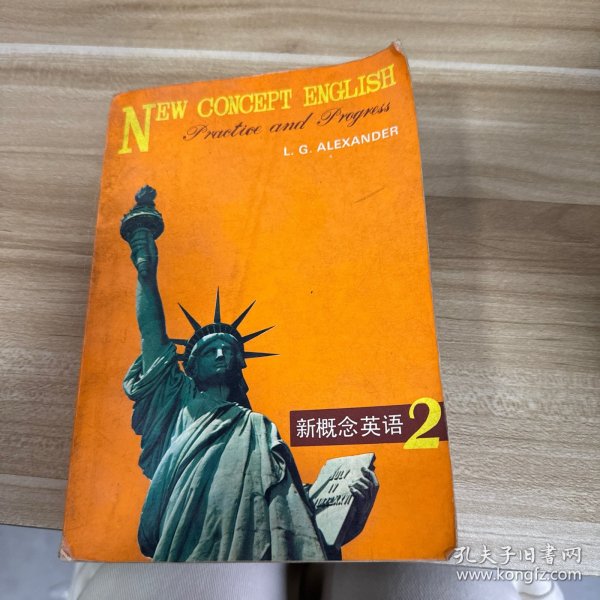 NEW CONCEPT ENGLISH
Practice and Progress
L. G. ALEXANDER
新概念英语2
孔夫子旧书网
www.kongfz.com